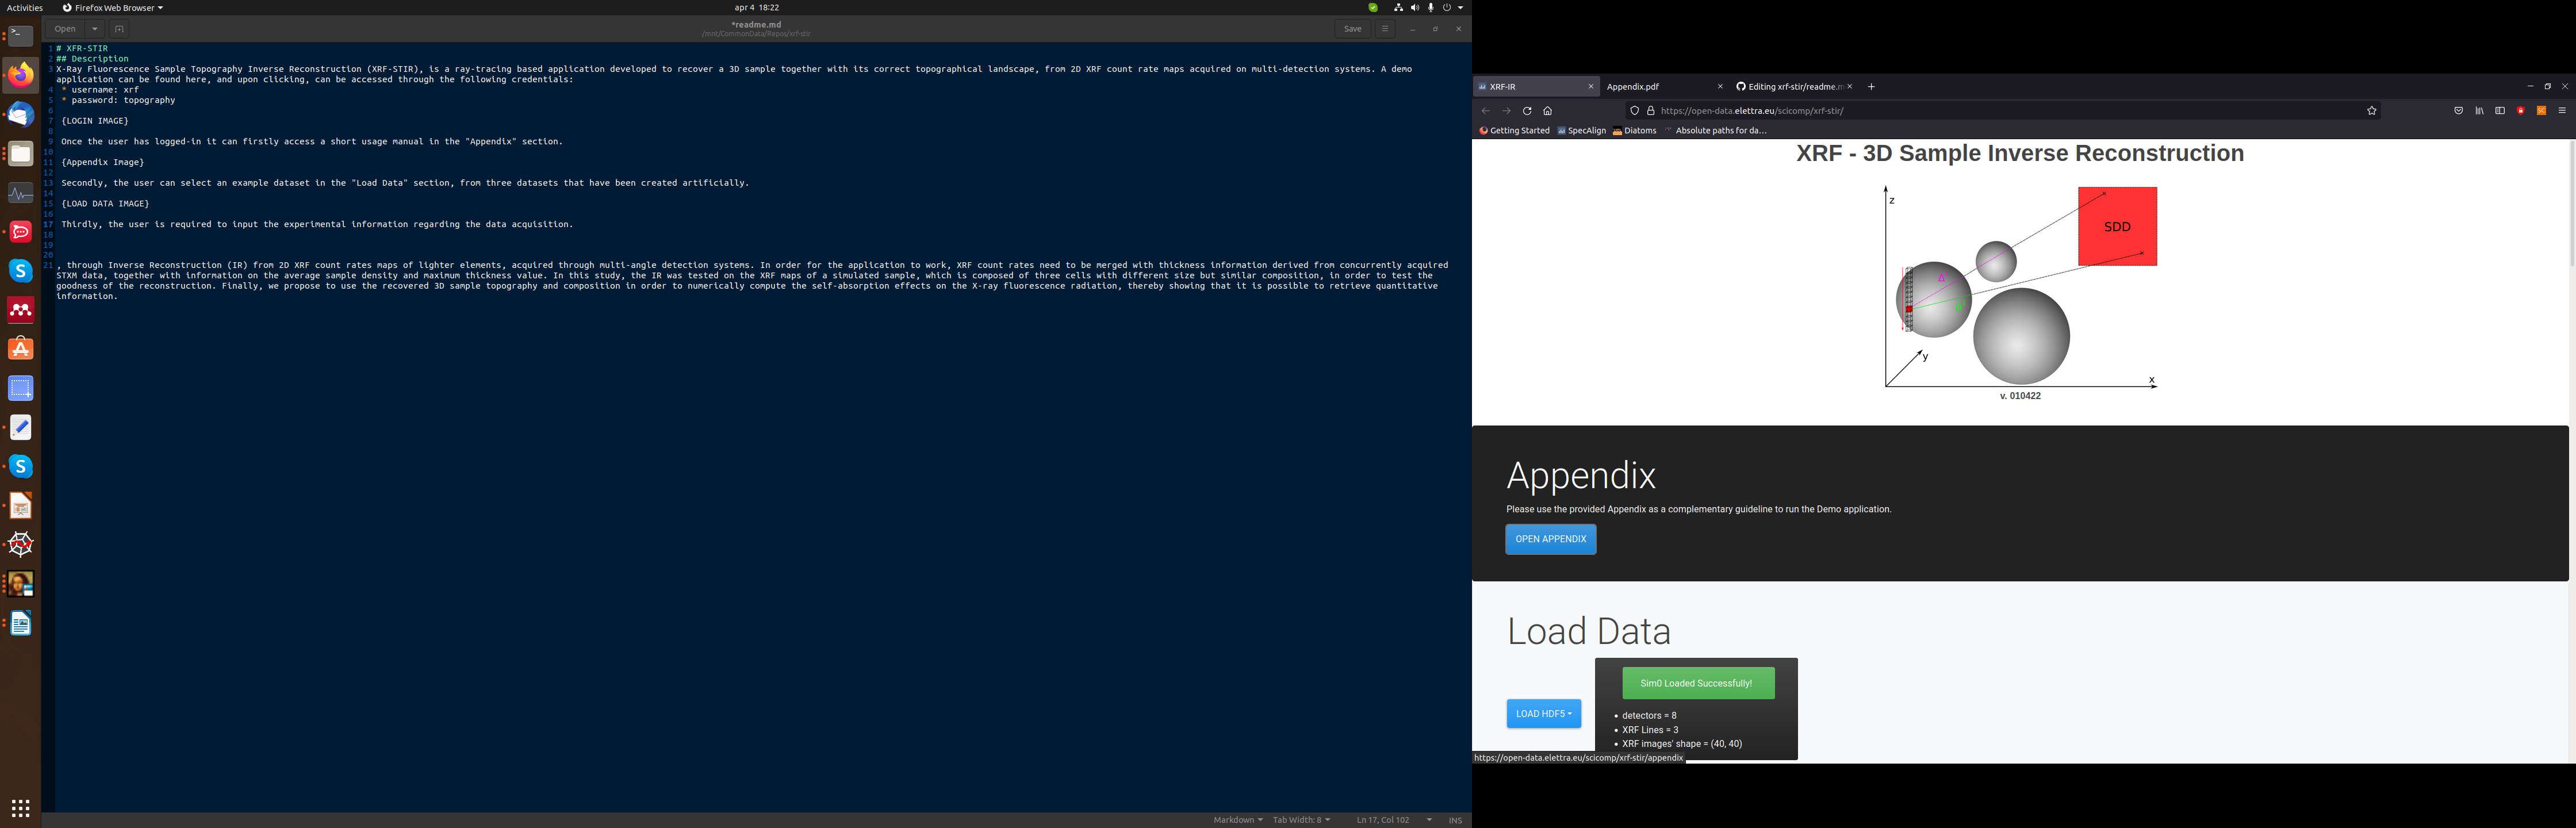 Activities
Firefox Web Browser
apr 4 18:22
Open
*readme.md
/mnt/CommonData/Repos/xrf-stir
Save
1 # XFR-STIR
2 ## Description
3 X-Ray Fluorescence Sample Topography Inverse Reconstruction (XRF-STIR), is a ray-tracing based application developed to recover a 3D sample together with its correct topographical landscape, from 2D XRF count rate maps acquired on multi-detection systems. A demo
application can be found here, and upon clicking, can be accessed through the following credentials:
4 * username: xrf
5 * password: topography
6
7 {LOGIN IMAGE}
8
9 Once the user has logged-in it can firstly access a short usage manual in the "Appendix" section.
10
11 {Appendix Image}
12
13 Secondly, the user can select an example dataset in the "Load Data" section, from three datasets that have been created artificially.
14
15 {LOAD DATA IMAGE}
16
17 Thirdly, the user is required to input the experimental information regarding the data acquisition.
18
19
20
21 , through Inverse Reconstruction (IR) from 2D XRF count rates maps of lighter elements, acquired through multi-angle detection systems. In order for the application to work, XRF count rates need to be merged with thickness information derived from concurrently acquired
STXM data, together with information on the average sample density and maximum thickness value. In this study, the IR was tested on the XRF maps of a simulated sample, which is composed of three cells with different size but similar composition, in order to test the
goodness of the reconstruction. Finally, we propose to use the recovered 3D sample topography and composition in order to numerically compute the self-absorption effects on the X-ray fluorescence radiation, thereby showing that it is possible to retrieve quantitative
information.
Markdown
Tab Width: 8
Ln 17, Col 102
INS
XRF-IR
Appendix.pdf
Editing xrf-stir/readme.m
https://open-data.elettra.eu/scicomp/xrf-stir/
Getting Started
SpecAlign
Diatoms
Absolute paths for da…
XRF - 3D Sample Inverse Reconstruction
z
SDD
y
x
v. 010422
Appendix
Please use the provided Appendix as a complementary guideline to run the Demo application.
OPEN APPENDIX
Load Data
Sim0 Loaded Successfully!
LOAD HDF5
• detectors = 8
• XRF Lines = 3
• XRF images' shape = (40, 40)
https://open-data.elettra.eu/scicomp/xrf-stir/appendix